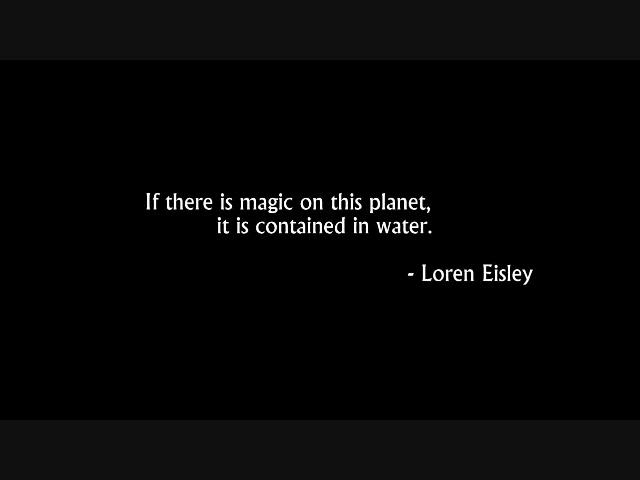 If there is magic on this planet,
it is contained in water.
- Loren Eisley